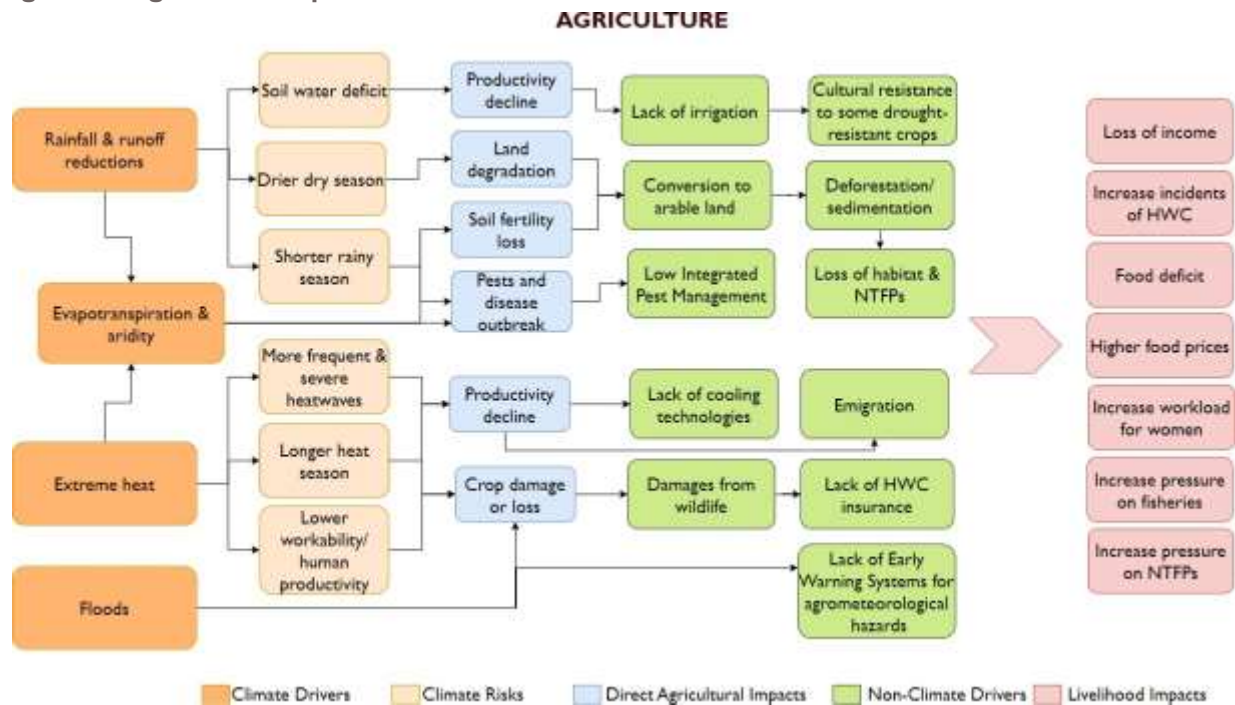 AGRICULTURE
Soil water deficit
Productivity
decline
Lack of irrigation
Cultural resistance
to some drought-
resistant crops
Rainfall & runoff
reductions
Drier dry season
Land
degradation
Conversion to
arable land
Deforestation/
sedimentation
Shorter rainy
season
Soil fertility
loss
Pests and
disease
outbreak
Low Integrated
Pest Management
Loss of habitat &
NTFPs
Evapotranspiration &
aridity
More frequent &
severe
heatwaves
Productivity
decline
Lack of cooling
technologies
Emigration
Extreme heat
Longer heat
season
Crop damage
or loss
Damages from
wildlife
Lack of HWC
insurance
Lower
workability/
human
productivity
Floods
Lack of Early
Warning Systems for
agrometeorological
hazards
Loss of income
Increase incidents
of HWC
Food deficit
Higher food prices
Increase workload
for women
Increase pressure
on fisheries
Increase pressure
on NTFPs
Climate Drivers
Climate Risks
Direct Agricultural Impacts
Non-Climate Drivers
Livelihood Impacts